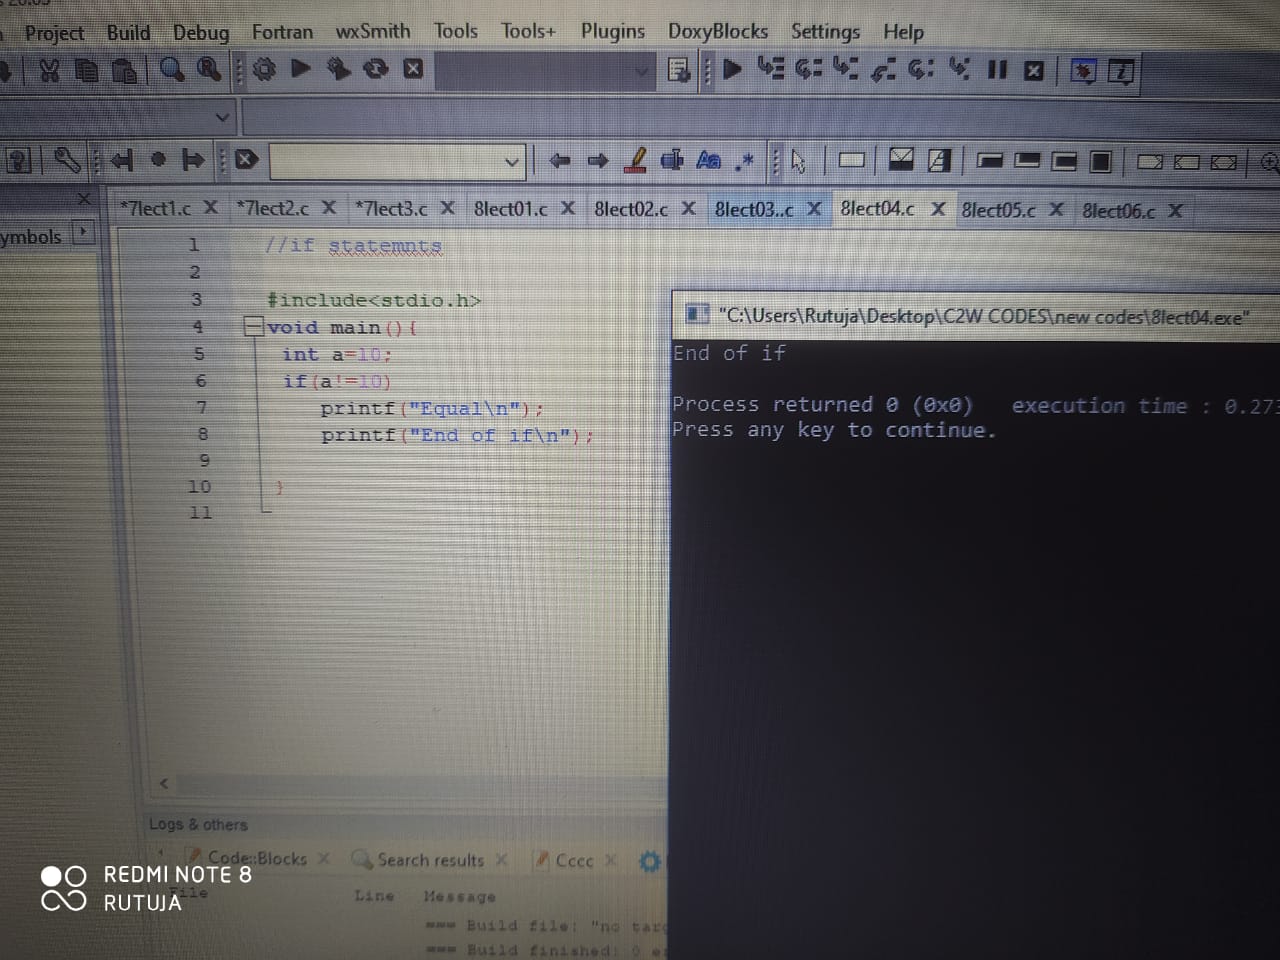 Project Build Debug Fortran wxSmith Tools Tools+ Plugins DoxyBlocks Settings Help
*7lect1.c X *7lect2.c X *7lect3.c X 8lect01.c X 8lect02.c X 8lect03..c X 8lect04.c X 8lect05.c X 8lect06.c X
ymbols
1 //if statemnts
2
3 #include<stdio.h>
4 void main(){
5 int a=10;
6 if(a!=10)
7 printf("Equal\n");
8 printf("End of if\n");
9
10 }
11
"C:\Users\Rutuja\Desktop\C2W CODES\new codes\8lect04.exe"
End of if
Process returned 0 (0x0) execution time : 0.27
Press any key to continue.
Logs & others
Code::Blocks X Search results X Cccc X
File Line Message
=== Build file: "no targ
=== Build finished: 0 e
REDMI NOTE 8
RUTUJA